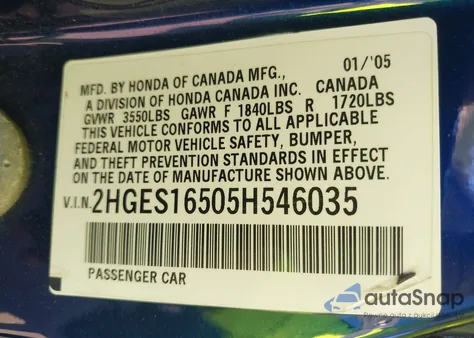 MFD. BY HONDA OF CANADA MFG., 01/'05
A DIVISION OF HONDA CANADA INC. CANADA
GVWR 3550LBS GAWR F 1840LBS R 1720LBS
THIS VEHICLE CONFORMS TO ALL APPLICABLE
FEDERAL MOTOR VEHICLE SAFETY, BUMPER,
AND THEFT PREVENTION STANDARDS IN EFFECT
ON THE DATE OF MANUFACTURE SHOWN ABOVE.
V.I.N. 2HGES16505H546035
PASSENGER CAR
autaSnap